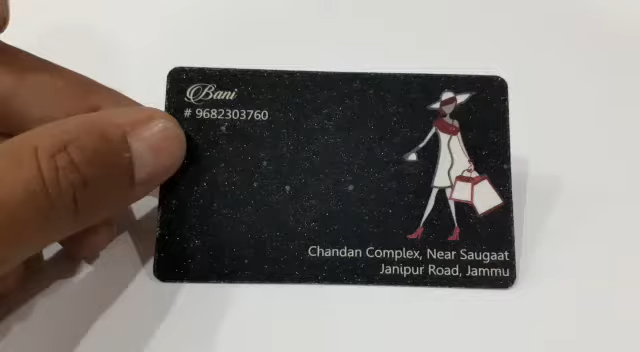 Bani
# 9682303760
Chandan Complex, Near Saugaat
Janipur Road, Jammu